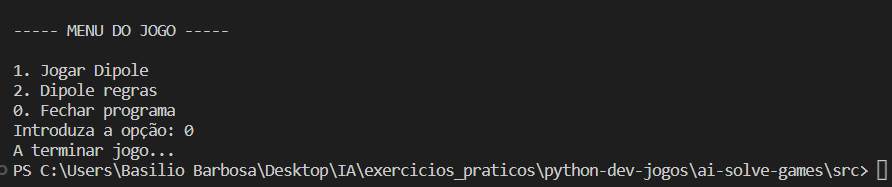 ----- MENU DO JOGO -----
1. Jogar Dipole
2. Dipole regras
0. Fechar programa
Introduza a opção: 0
A terminar jogo...
PS C:\Users\Basilio Barbosa\Desktop\IA\exercicios_praticos\python-dev-jogos\ai-solve-games\src>